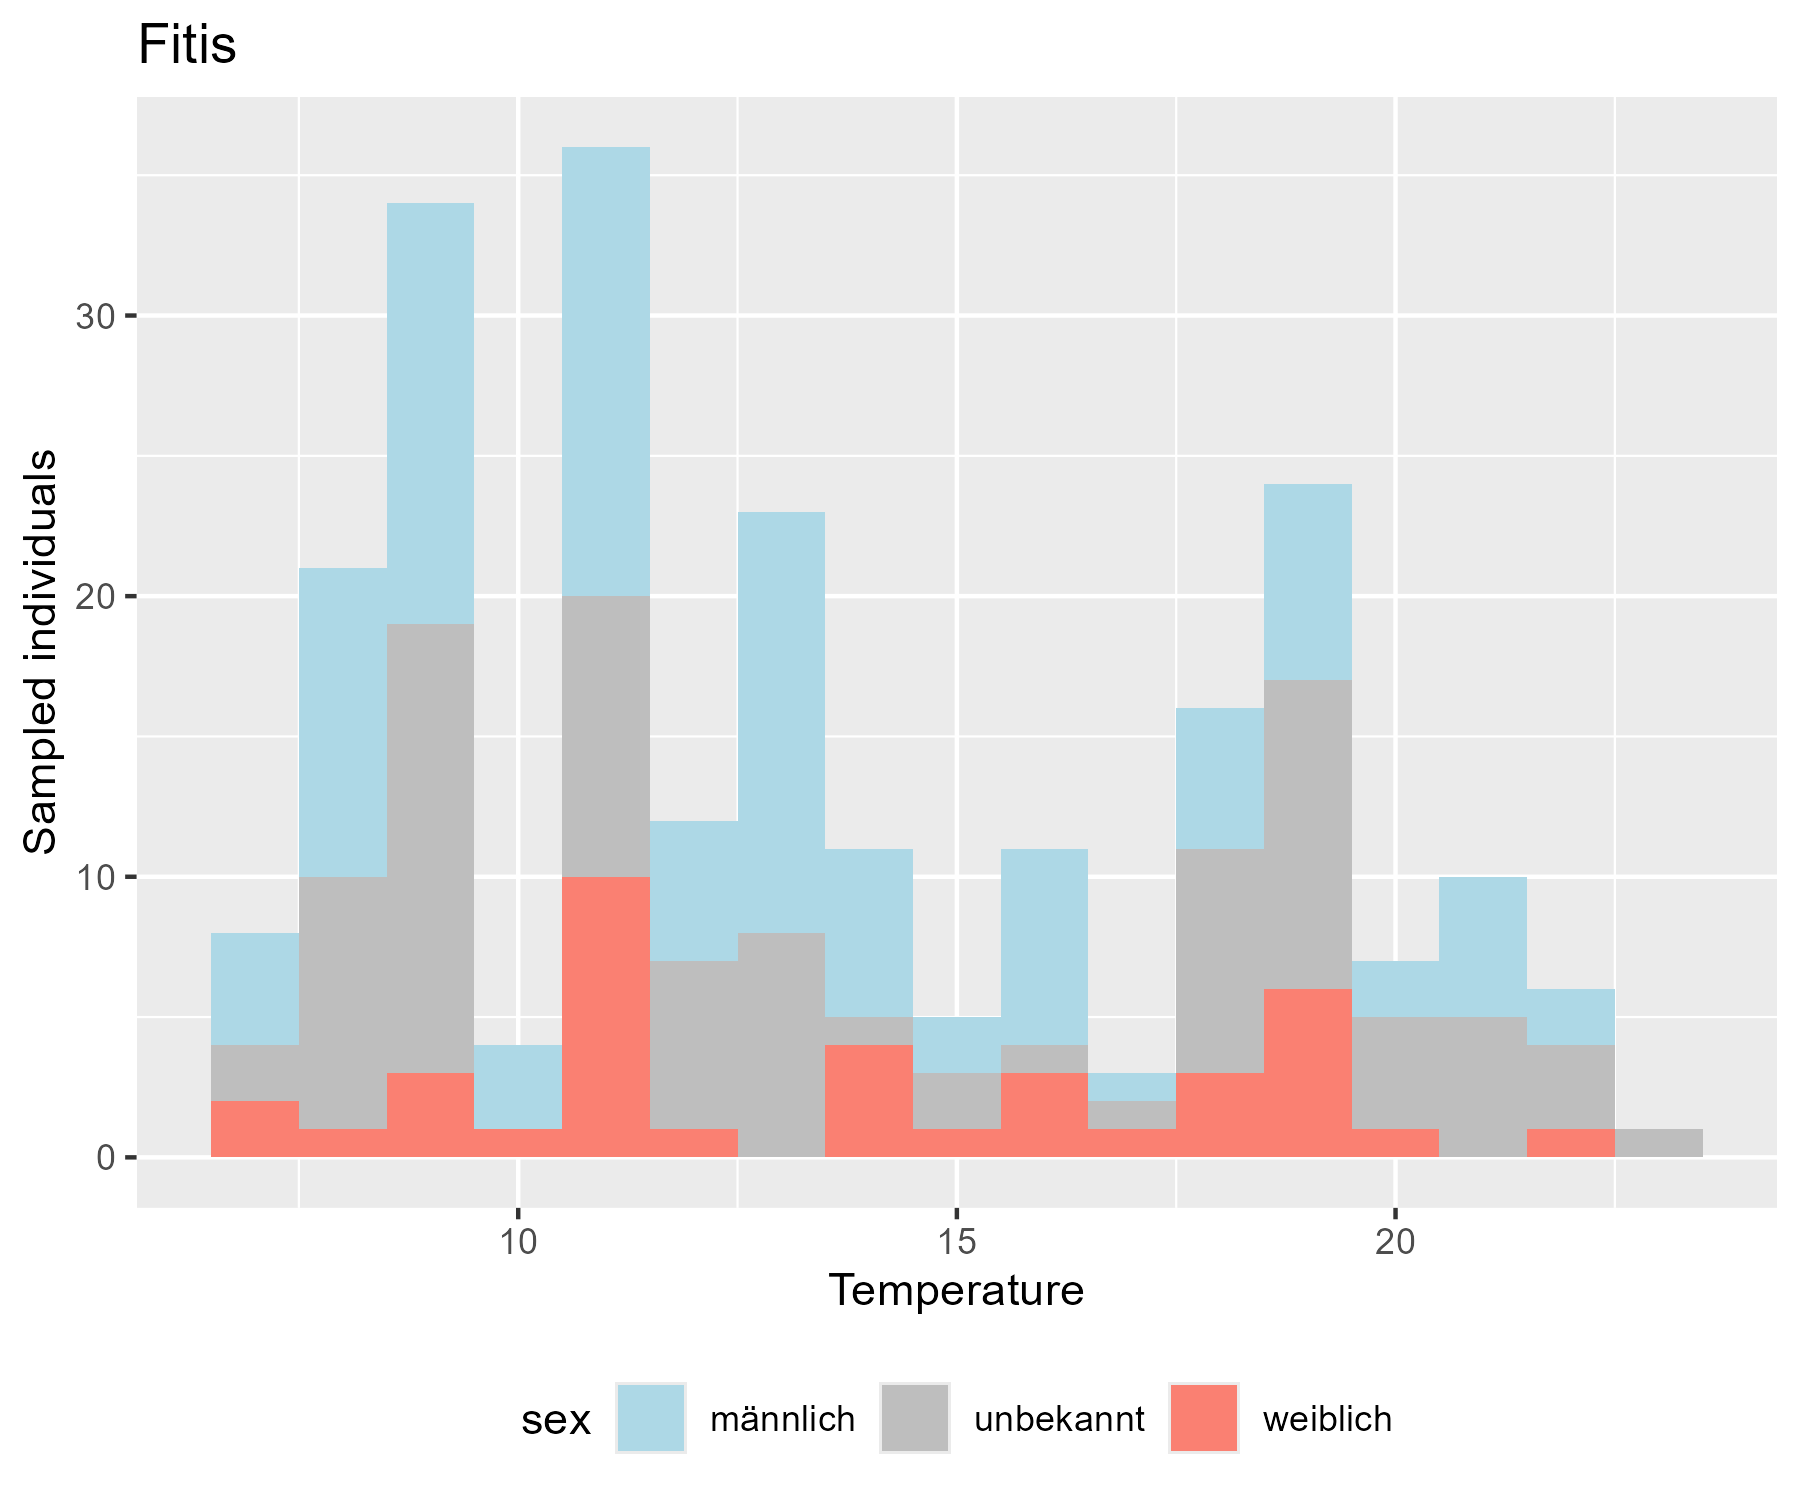 Fitis
Sampled individuals
30
20
10
0
10 15 20
Temperature
sex männlich unbekannt weiblich